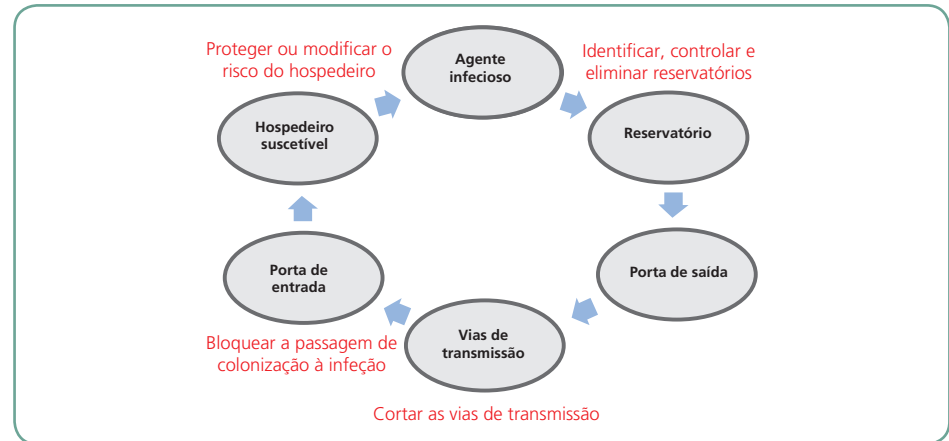 Proteger ou modificar o
risco do hospedeiro
Agente
infecioso
Identificar, controlar e
eliminar reservatórios
Hospedeiro
suscetível
Reservatório
Porta de
entrada
Porta de saída
Vias de
transmissão
Bloquear a passagem de
colonização à infeção
Cortar as vias de transmissão